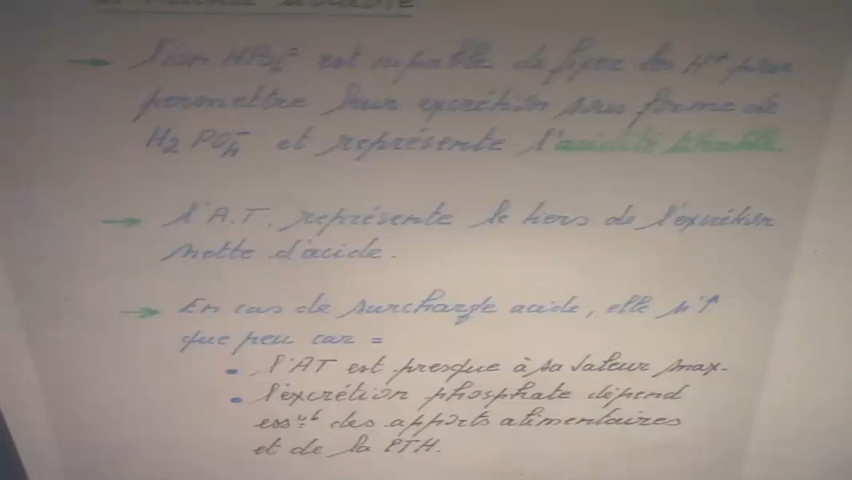 → l'ion HPO₄⁼ est capable de fixer les H⁺ pour
permettre leur excrétion sous forme de
H₂PO₄⁻ et représente l'acidité titrable.
→ l'A.T. représente le tiers de l'excrétion
nette d'acide.
→ En cas de surcharge acide, elle n'↑
que peu car =
• l'AT est presque à sa valeur max.
• l'excrétion phosphate dépend
ess^nt des apports alimentaires
et de la PTH.